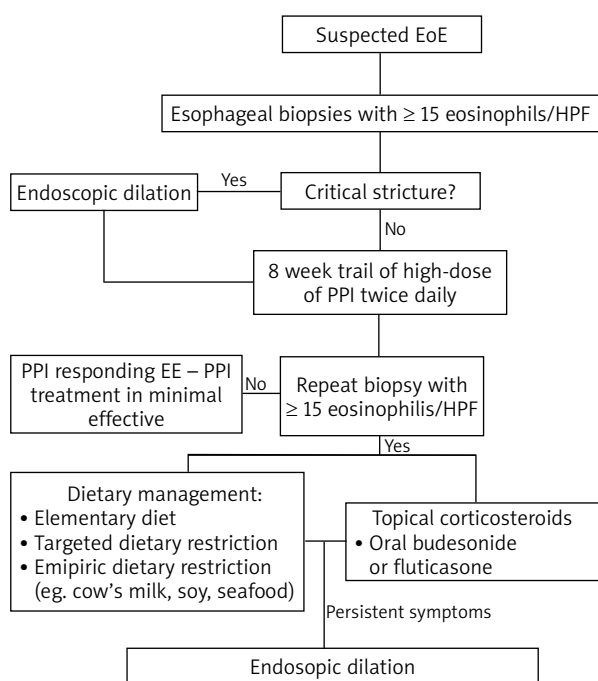 Suspected EoE
Esophageal biopsies with ≥ 15 eosinophils/HPF
Endoscopic dilation
Yes
Critical stricture?
No
8 week trail of high-dose
of PPI twice daily
PPI responding EE – PPI
treatment in minimal
effective
No
Repeat biopsy with
≥ 15 eosinophilis/HPF
Yes
Dietary management:
• Elementary diet
• Targeted dietary restriction
• Emipiric dietary restriction
(eg. cow's milk, soy, seafood)
Topical corticosteroids
• Oral budesonide
or fluticasone
Persistent symptoms
Endosopic dilation